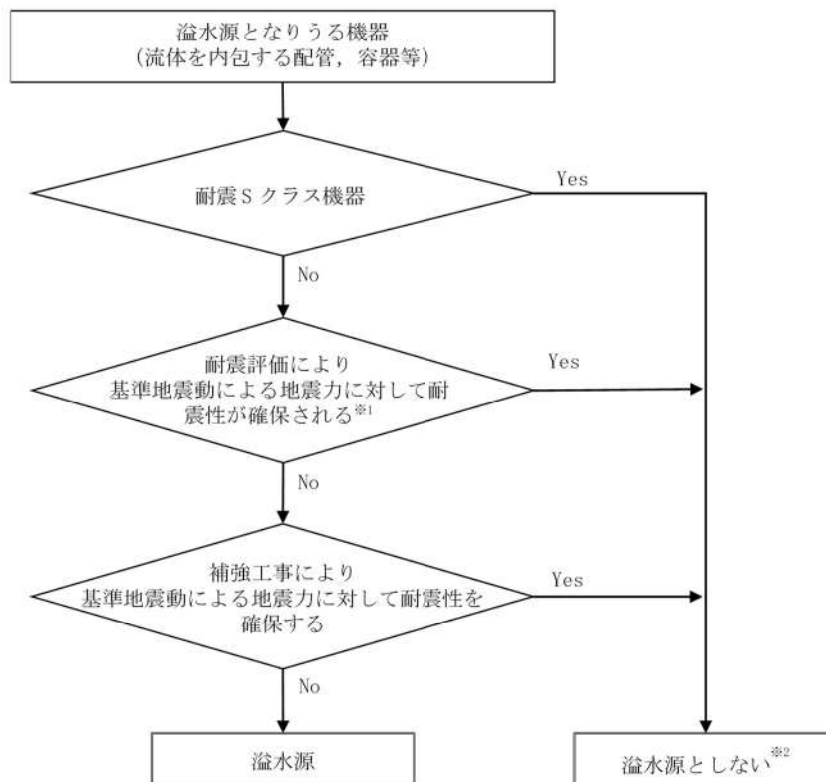 溢水源となりうる機器
（流体を内包する配管，容器等）
耐震Ｓクラス機器
Yes
No
耐震評価により
基準地震動による地震力に対して耐
震性が確保される※1
Yes
No
補強工事により
基準地震動による地震力に対して耐震性を
確保する
Yes
No
溢水源
溢水源としない※2